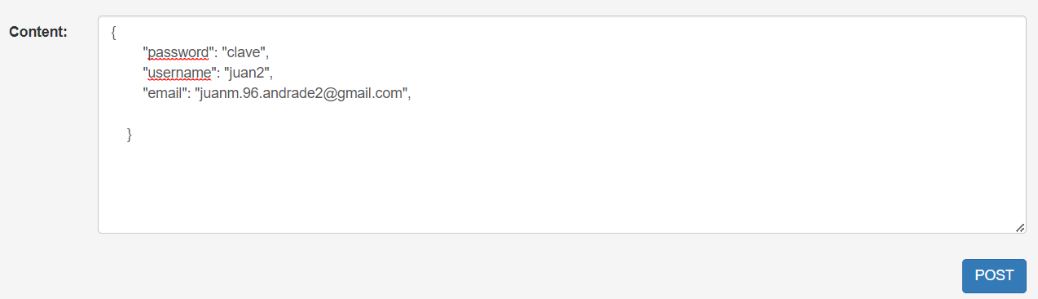 Content:
{
"password": "clave",
"username": "juan2",
"email": "juanm.96.andrade2@gmail.com",
}
POST